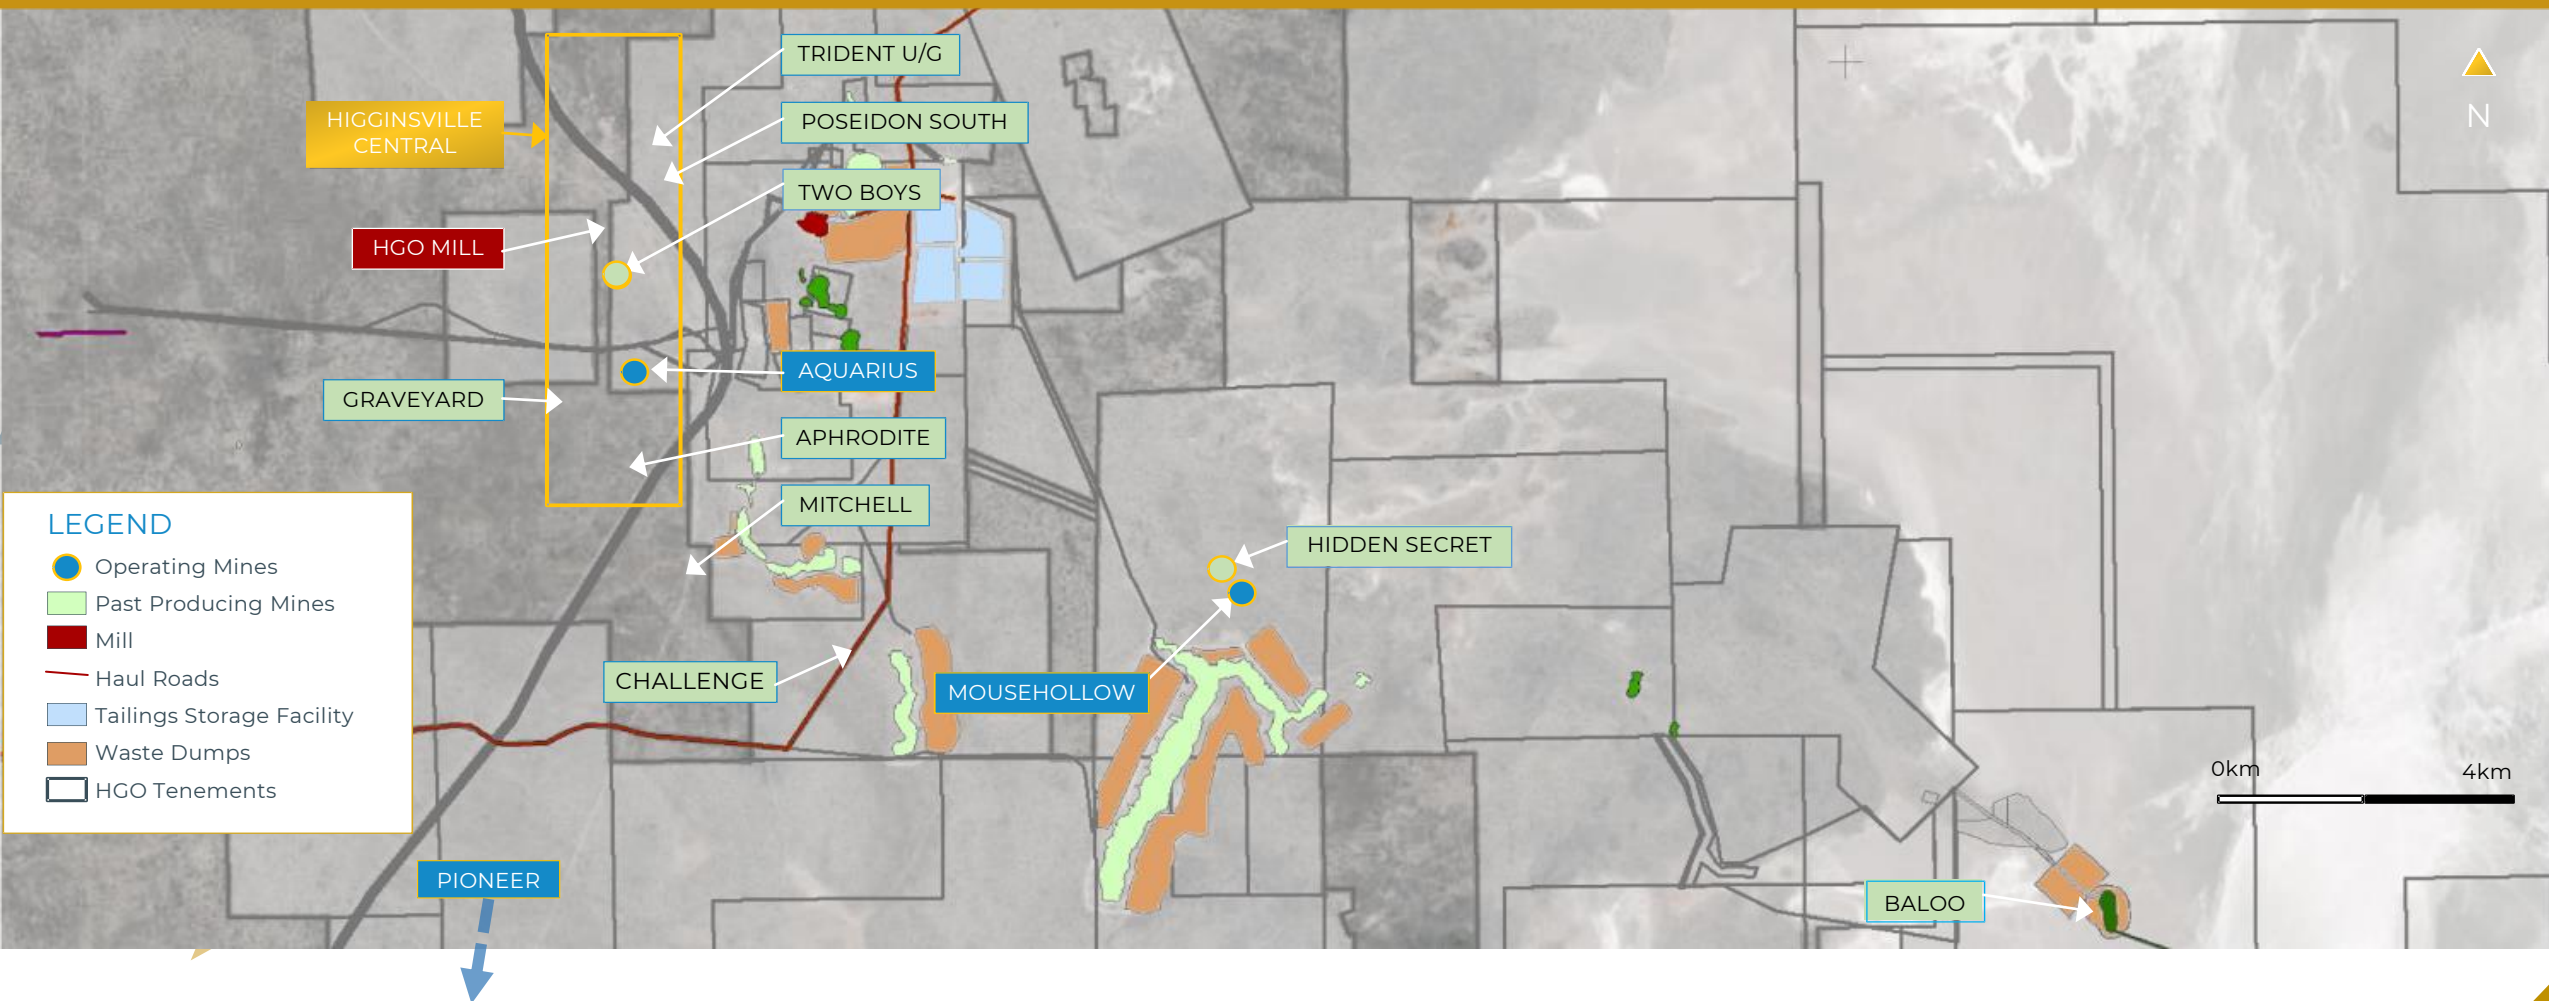 TRIDENT U/G
HIGGINSVILLE
CENTRAL
POSEIDON SOUTH
N
TWO BOYS
HGO MILL
AQUARIUS
GRAVEYARD
APHRODITE
MITCHELL
HIDDEN SECRET
LEGEND
Operating Mines
Past Producing Mines
Mill
Haul Roads
Tailings Storage Facility
Waste Dumps
HGO Tenements
CHALLENGE
MOUSEHOLLOW
0km
4km
PIONEER
BALOO